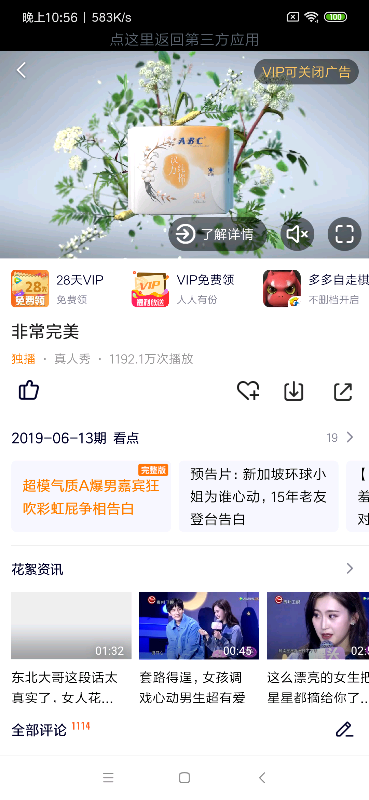 晚上10:56 | 583K/s
100
点这里返回第三方应用
VIP可关闭广告
ABC
了解详情
28天VIP
VIP免费领
多多自走棋
免费领
人人有份
不删档开启
28天
免费领
VIP
福利放送
非常完美
独播 · 真人秀 · 1192.1万次播放
2019-06-13期 看点
19
完整版
超模气质A爆男嘉宾狂
吹彩虹屁争相告白
预告片：新加坡环球小
姐为谁心动，15年老友
登台告白
【
羞
对
花絮资讯
01:32
00:45
02:5
东北大哥这段话太
真实了，女人花...
套路得逞，女孩调
戏心动男生超有爱
这么漂亮的女生把
星星都摘给你了...
全部评论 1114